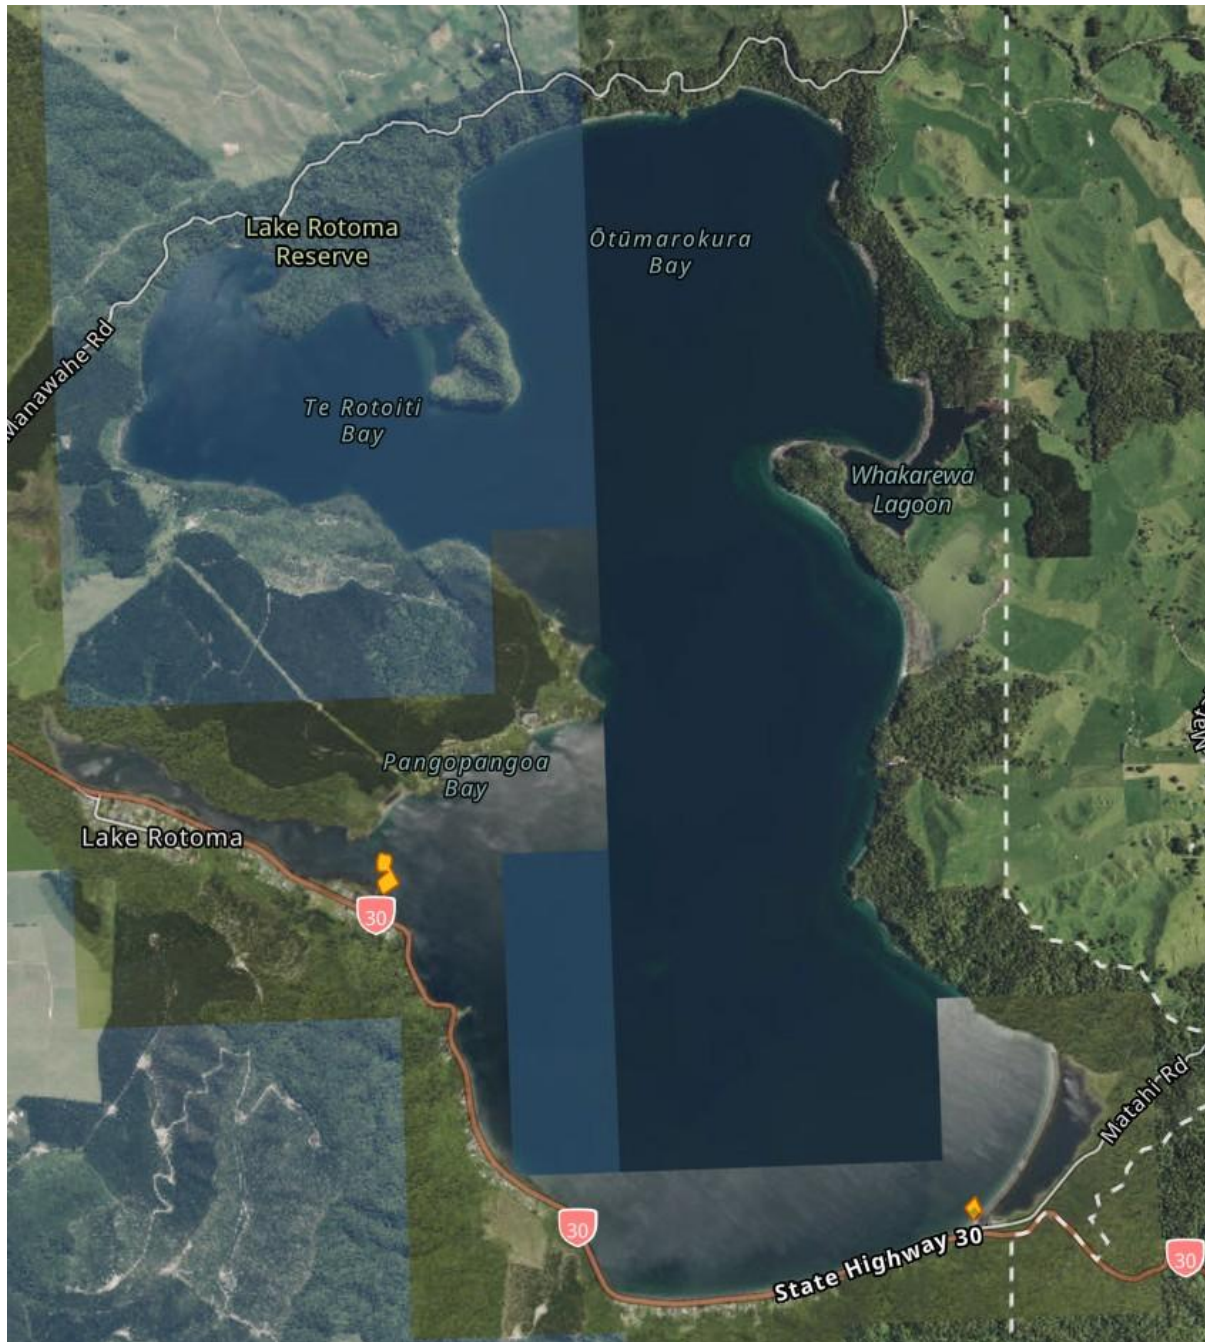 Lake Rotoma
Reserve
Ōtūmarokura
Bay
Manawahe Rd
Te Rotoiti
Bay
Whakarewa
Lagoon
Pangopangoa
Bay
Lake Rotoma
30
Matahi Rd
30
State Highway 30
30